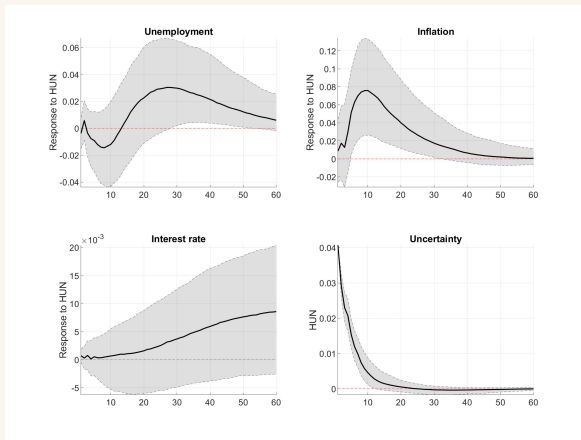 Unemployment
Response to HUN
0.06
0.04
0.02
0
-0.02
-0.04
10 20 30 40 50 60
Inflation
Response to HUN
0.12
0.1
0.08
0.06
0.04
0.02
0
-0.02
10 20 30 40 50 60
Interest rate
×10⁻³
Response to HUN
20
15
10
5
0
-5
10 20 30 40 50 60
Uncertainty
HUN
0.04
0.03
0.02
0.01
0
10 20 30 40 50 60